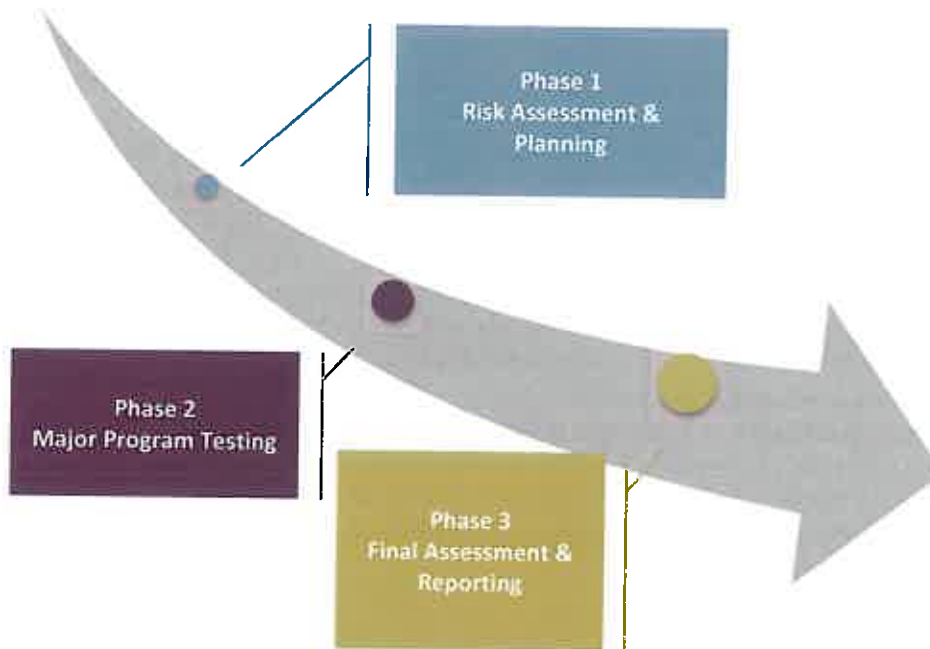 Phase 1
Risk Assessment &
Planning
Phase 2
Major Program Testing
Phase 3
Final Assessment &
Reporting